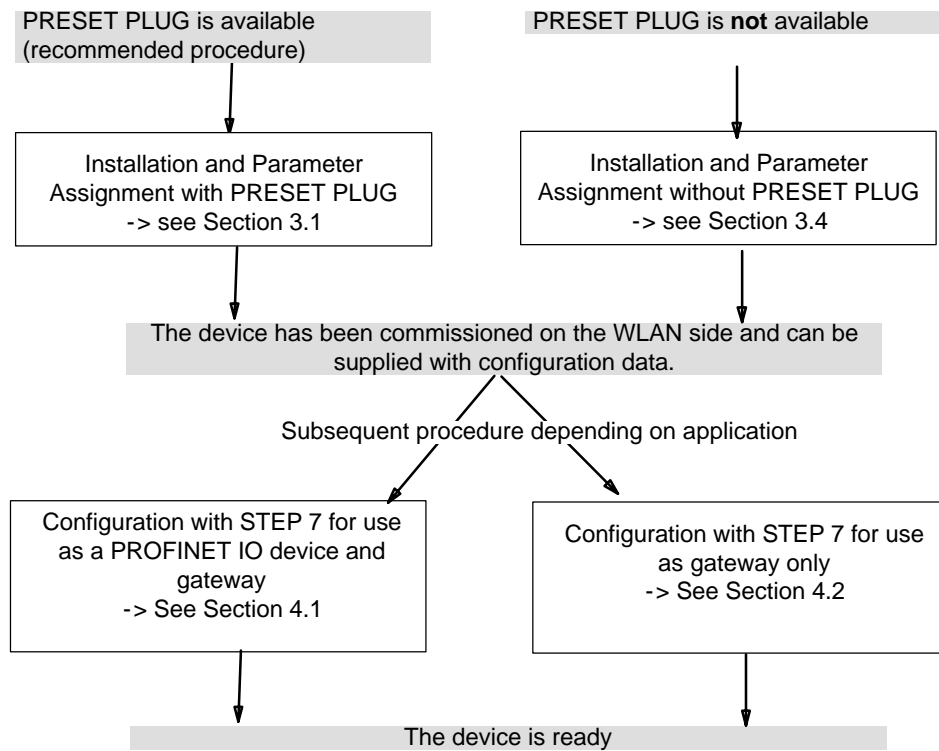 PRESET PLUG is available
(recommended procedure)
PRESET PLUG is not available
Installation and Parameter
Assignment with PRESET PLUG
-> see Section 3.1
Installation and Parameter
Assignment without PRESET PLUG
-> see Section 3.4
The device has been commissioned on the WLAN side and can be
supplied with configuration data.
Subsequent procedure depending on application
Configuration with STEP 7 for use
as a PROFINET IO device and
gateway
-> See Section 4.1
Configuration with STEP 7 for use
as gateway only
-> See Section 4.2
The device is ready